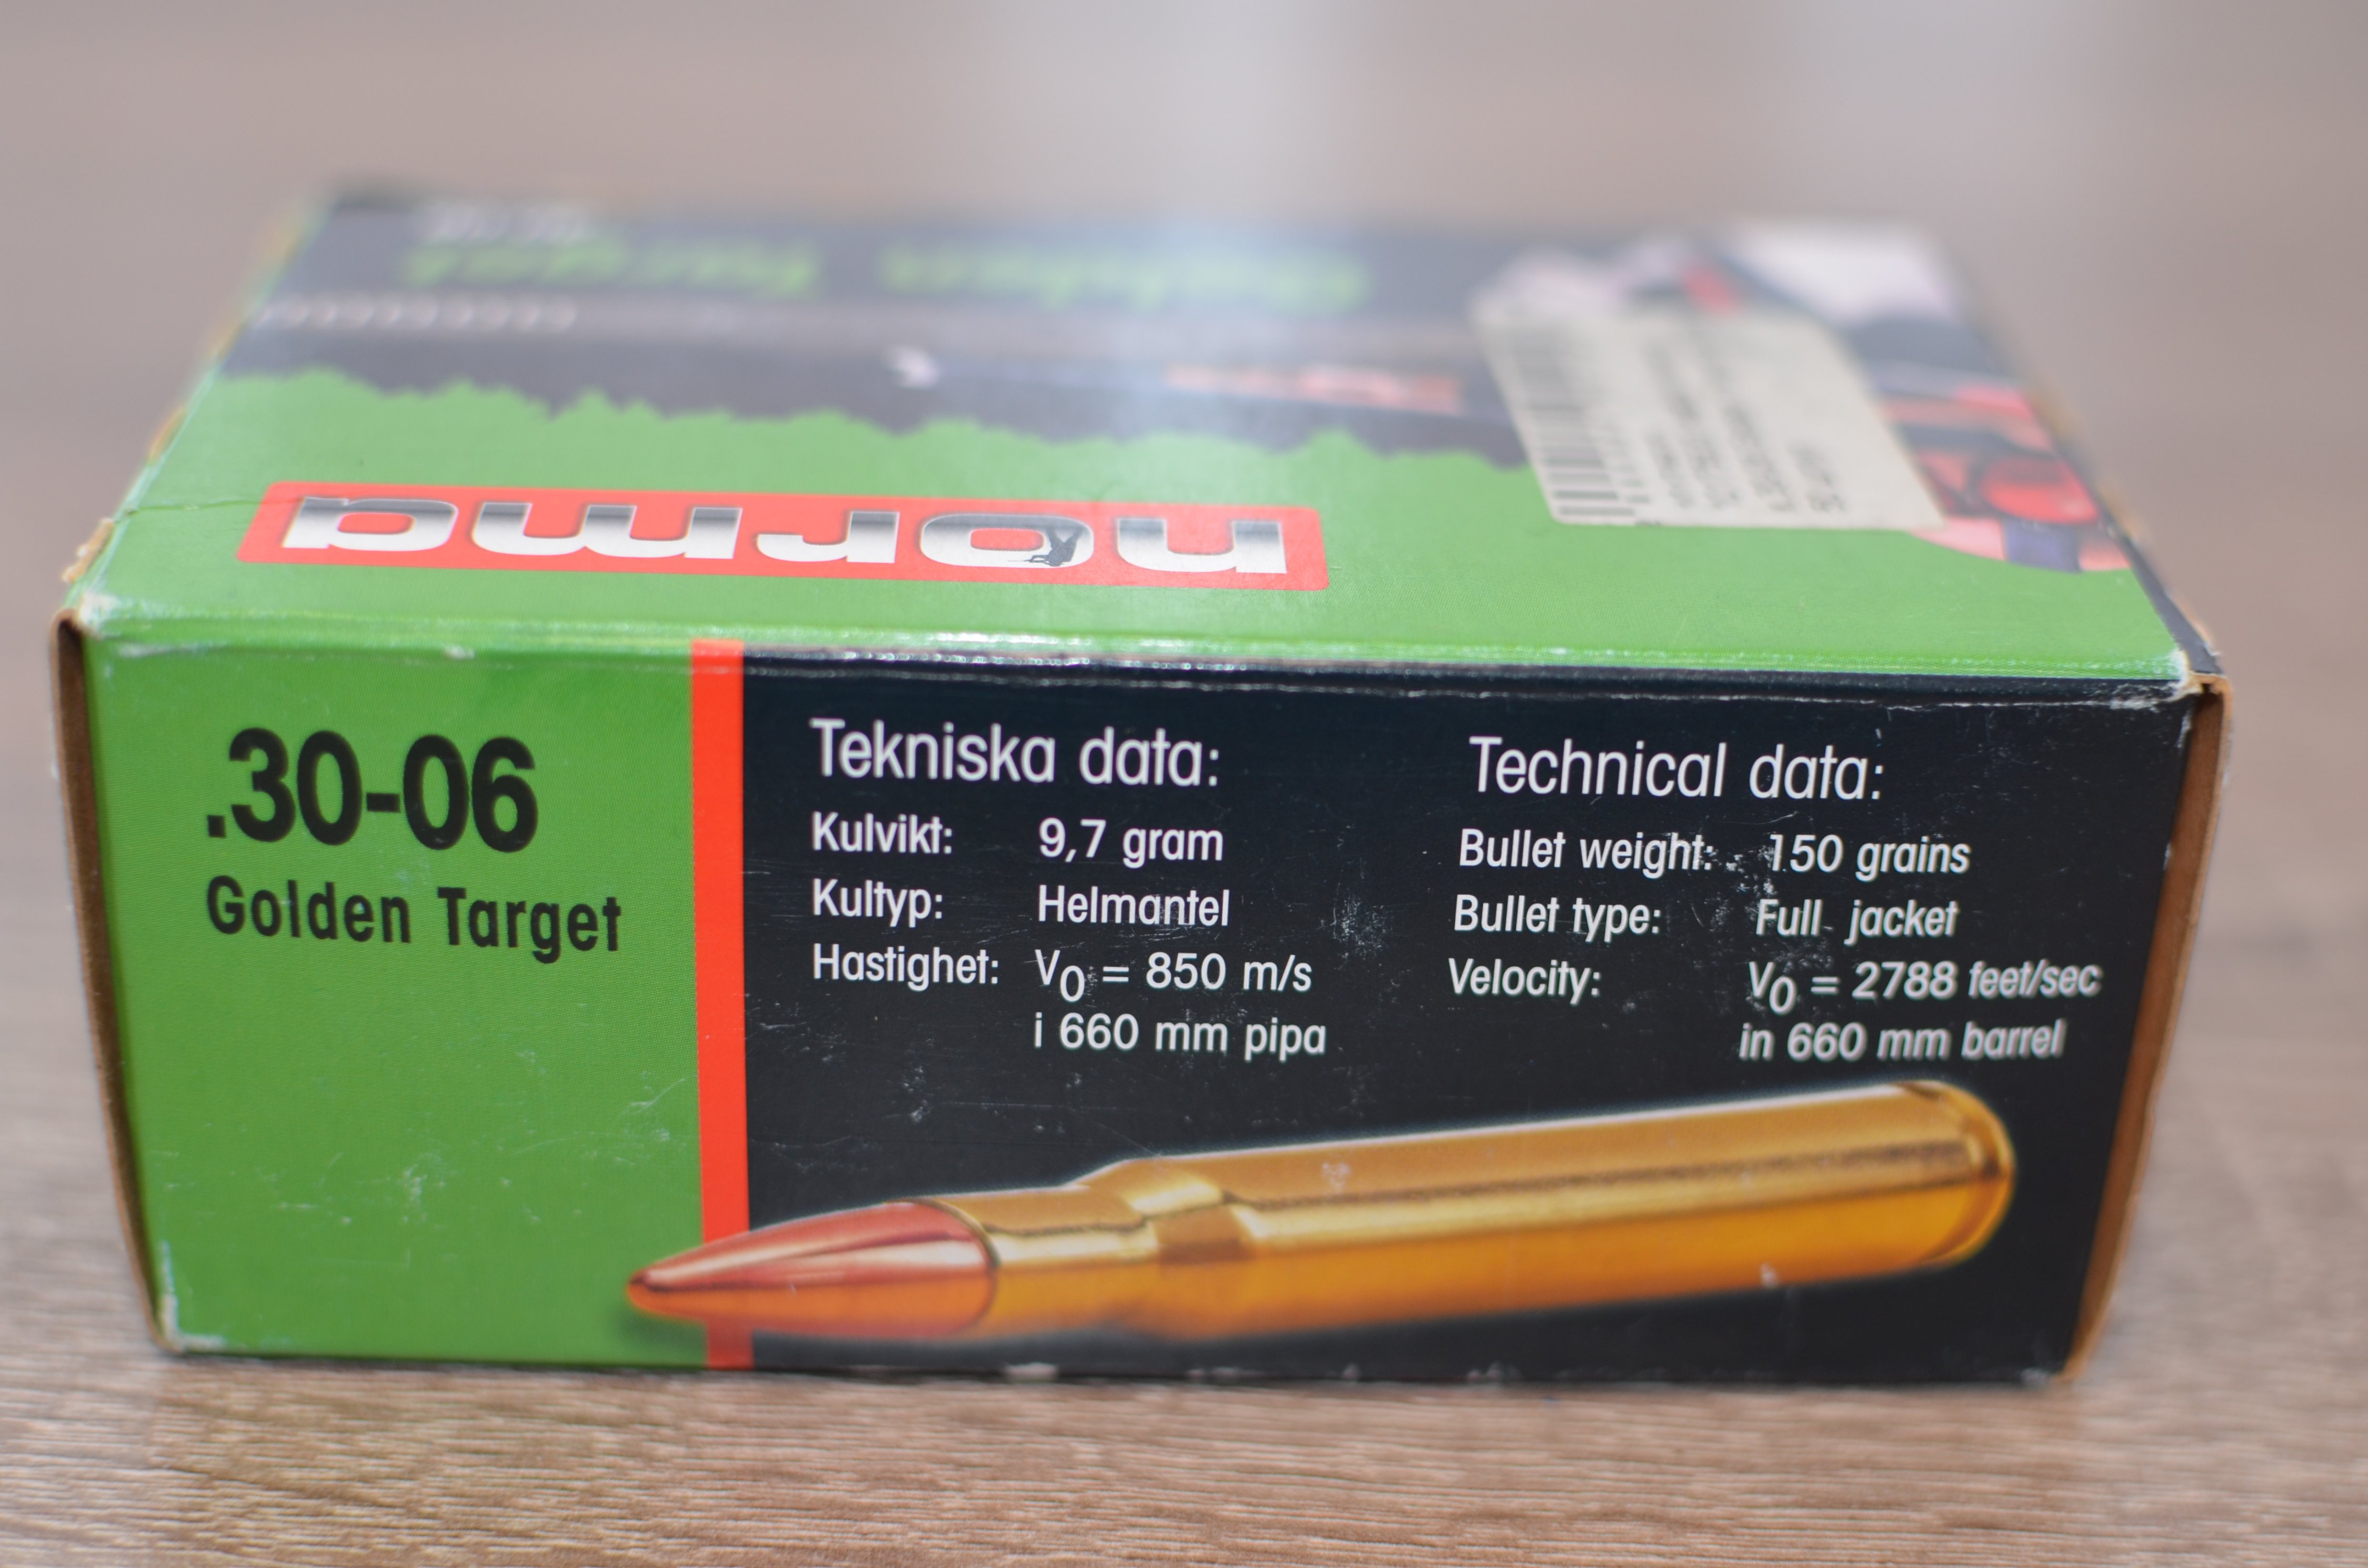 Golden Target
norma
.30-06
Golden Target
Tekniska data:
Kulvikt: 9,7 gram
Kultyp: Helmantel
Hastighet: V0 = 850 m/s
i 660 mm pipa
Technical data:
Bullet weight: 150 grains
Bullet type: Full jacket
Velocity: V0 = 2788 feet/sec
in 660 mm barrel